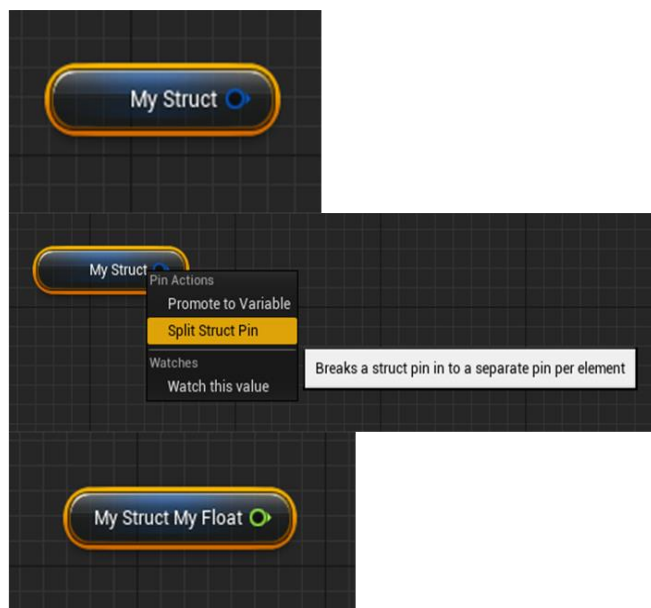 My Struct
My Struct
Pin Actions
Promote to Variable
Split Struct Pin
Watches
Watch this value
Breaks a struct pin in to a separate pin per element
My Struct My Float